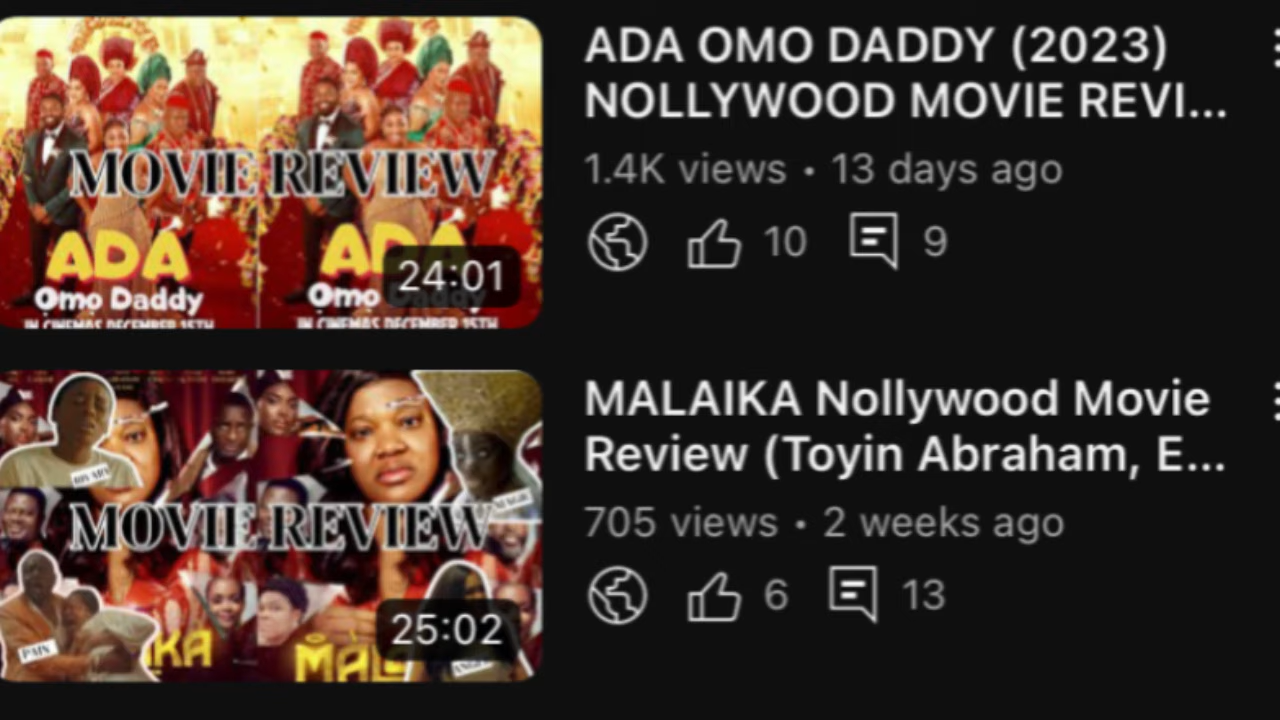 ADA OMO DADDY (2023)
NOLLYWOOD MOVIE REVI...
1.4K views • 13 days ago
10 9
MOVIE REVIEW
ADA ADA
Omo Daddy Omo Daddy
IN CINEMAS DECEMBER 15TH IN CINEMAS DECEMBER 15TH
24:01
MALAIKA Nollywood Movie
Review (Toyin Abraham, E...
705 views • 2 weeks ago
6 13
MOVIE REVIEW
PAIN
25:02